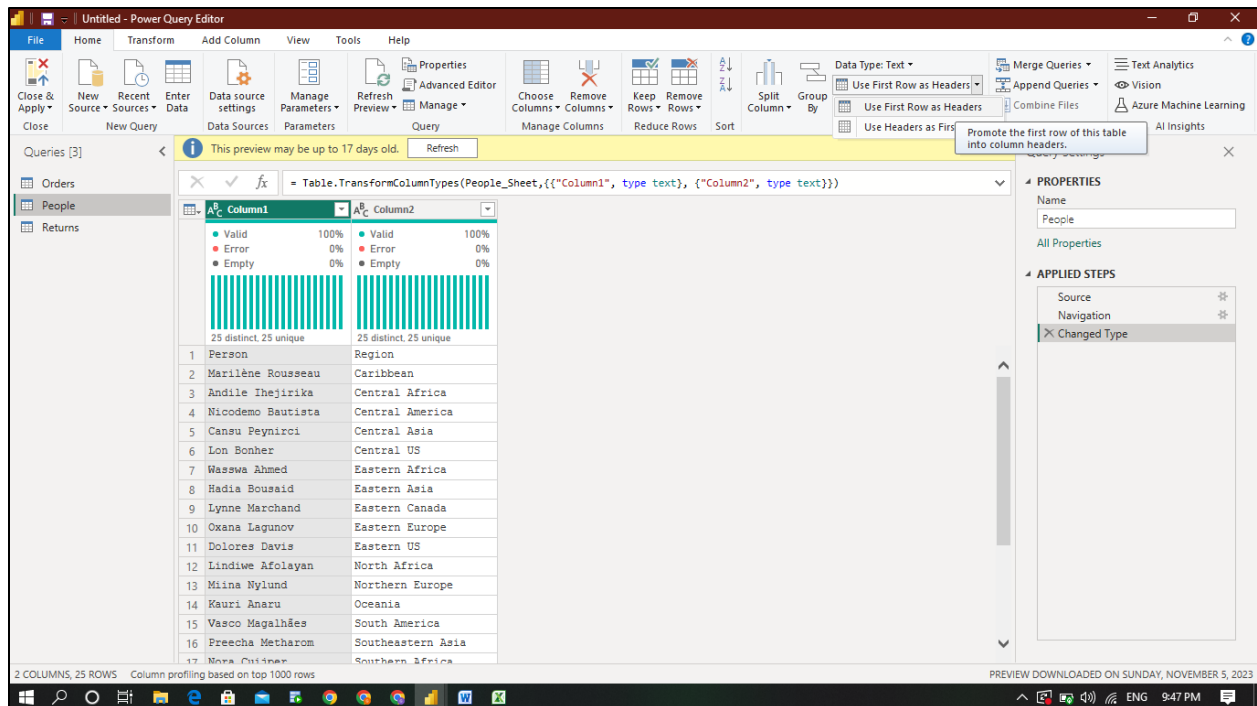 Untitled - Power Query Editor
File Home Transform Add Column View Tools Help
Close & Apply
New Source
Recent Sources
Enter Data
Data source settings
Manage Parameters
Refresh Preview
Properties
Advanced Editor
Manage
Choose Columns
Remove Columns
Keep Rows
Remove Rows
Split Column
Group By
Data Type: Text
Use First Row as Headers
Use First Row as Headers
Use Headers as Firs
Merge Queries
Append Queries
Combine Files
Text Analytics
Vision
Azure Machine Learning
Close New Query Data Sources Parameters Query Manage Columns Reduce Rows Sort AI Insights
Promote the first row of this table
into column headers.
Queries [3]
Orders
People
Returns
This preview may be up to 17 days old. Refresh
fx = Table.TransformColumnTypes(People_Sheet,{{"Column1", type text}, {"Column2", type text}})
ABC Column1 ABC Column2
Valid 100% Valid 100%
Error 0% Error 0%
Empty 0% Empty 0%
25 distinct, 25 unique 25 distinct, 25 unique
1 Person Region
2 Marilène Rousseau Caribbean
3 Andile Ihejirika Central Africa
4 Nicodemo Bautista Central America
5 Cansu Peynirci Central Asia
6 Lon Bonher Central US
7 Wasswa Ahmed Eastern Africa
8 Hadia Bousaid Eastern Asia
9 Lynne Marchand Eastern Canada
10 Oxana Lagunov Eastern Europe
11 Dolores Davis Eastern US
12 Lindiwe Afolayan North Africa
13 Miina Nylund Northern Europe
14 Kauri Anaru Oceania
15 Vasco Magalhães South America
16 Preecha Metharom Southeastern Asia
17 Nora Cuijper Southern Africa
Query Settings
PROPERTIES
Name
People
All Properties
APPLIED STEPS
Source
Navigation
Changed Type
2 COLUMNS, 25 ROWS Column profiling based on top 1000 rows
PREVIEW DOWNLOADED ON SUNDAY, NOVEMBER 5, 2023
ENG 9:47 PM